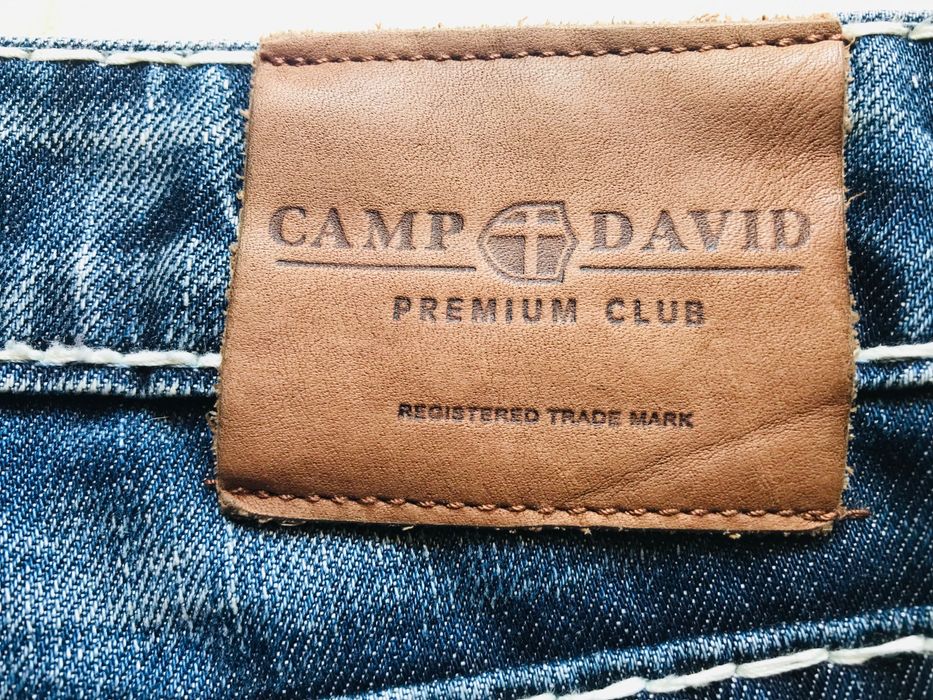 CAMP DAVID
PREMIUM CLUB
REGISTERED TRADE MARK